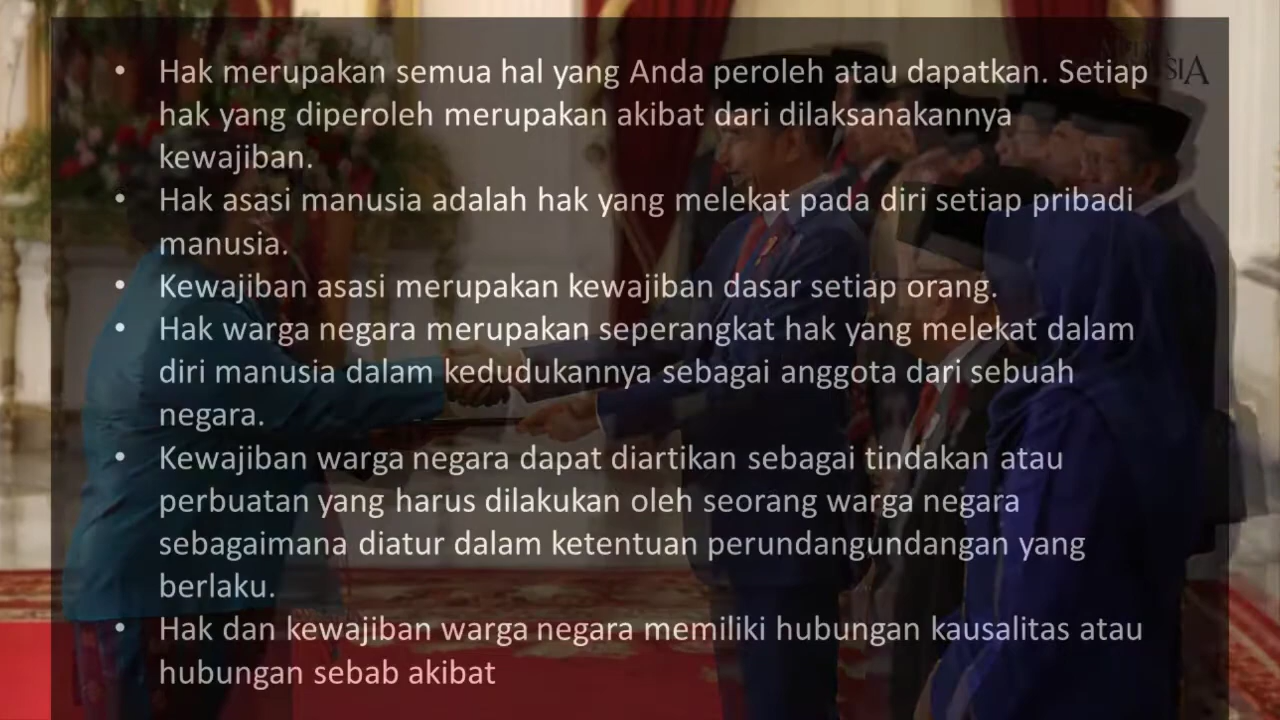 • Hak merupakan semua hal yang Anda peroleh atau dapatkan. Setiap
hak yang diperoleh merupakan akibat dari dilaksanakannya
kewajiban.
• Hak asasi manusia adalah hak yang melekat pada diri setiap pribadi
manusia.
• Kewajiban asasi merupakan kewajiban dasar setiap orang.
• Hak warga negara merupakan seperangkat hak yang melekat dalam
diri manusia dalam kedudukannya sebagai anggota dari sebuah
negara.
• Kewajiban warga negara dapat diartikan sebagai tindakan atau
perbuatan yang harus dilakukan oleh seorang warga negara
sebagaimana diatur dalam ketentuan perundangundangan yang
berlaku.
• Hak dan kewajiban warga negara memiliki hubungan kausalitas atau
hubungan sebab akibat